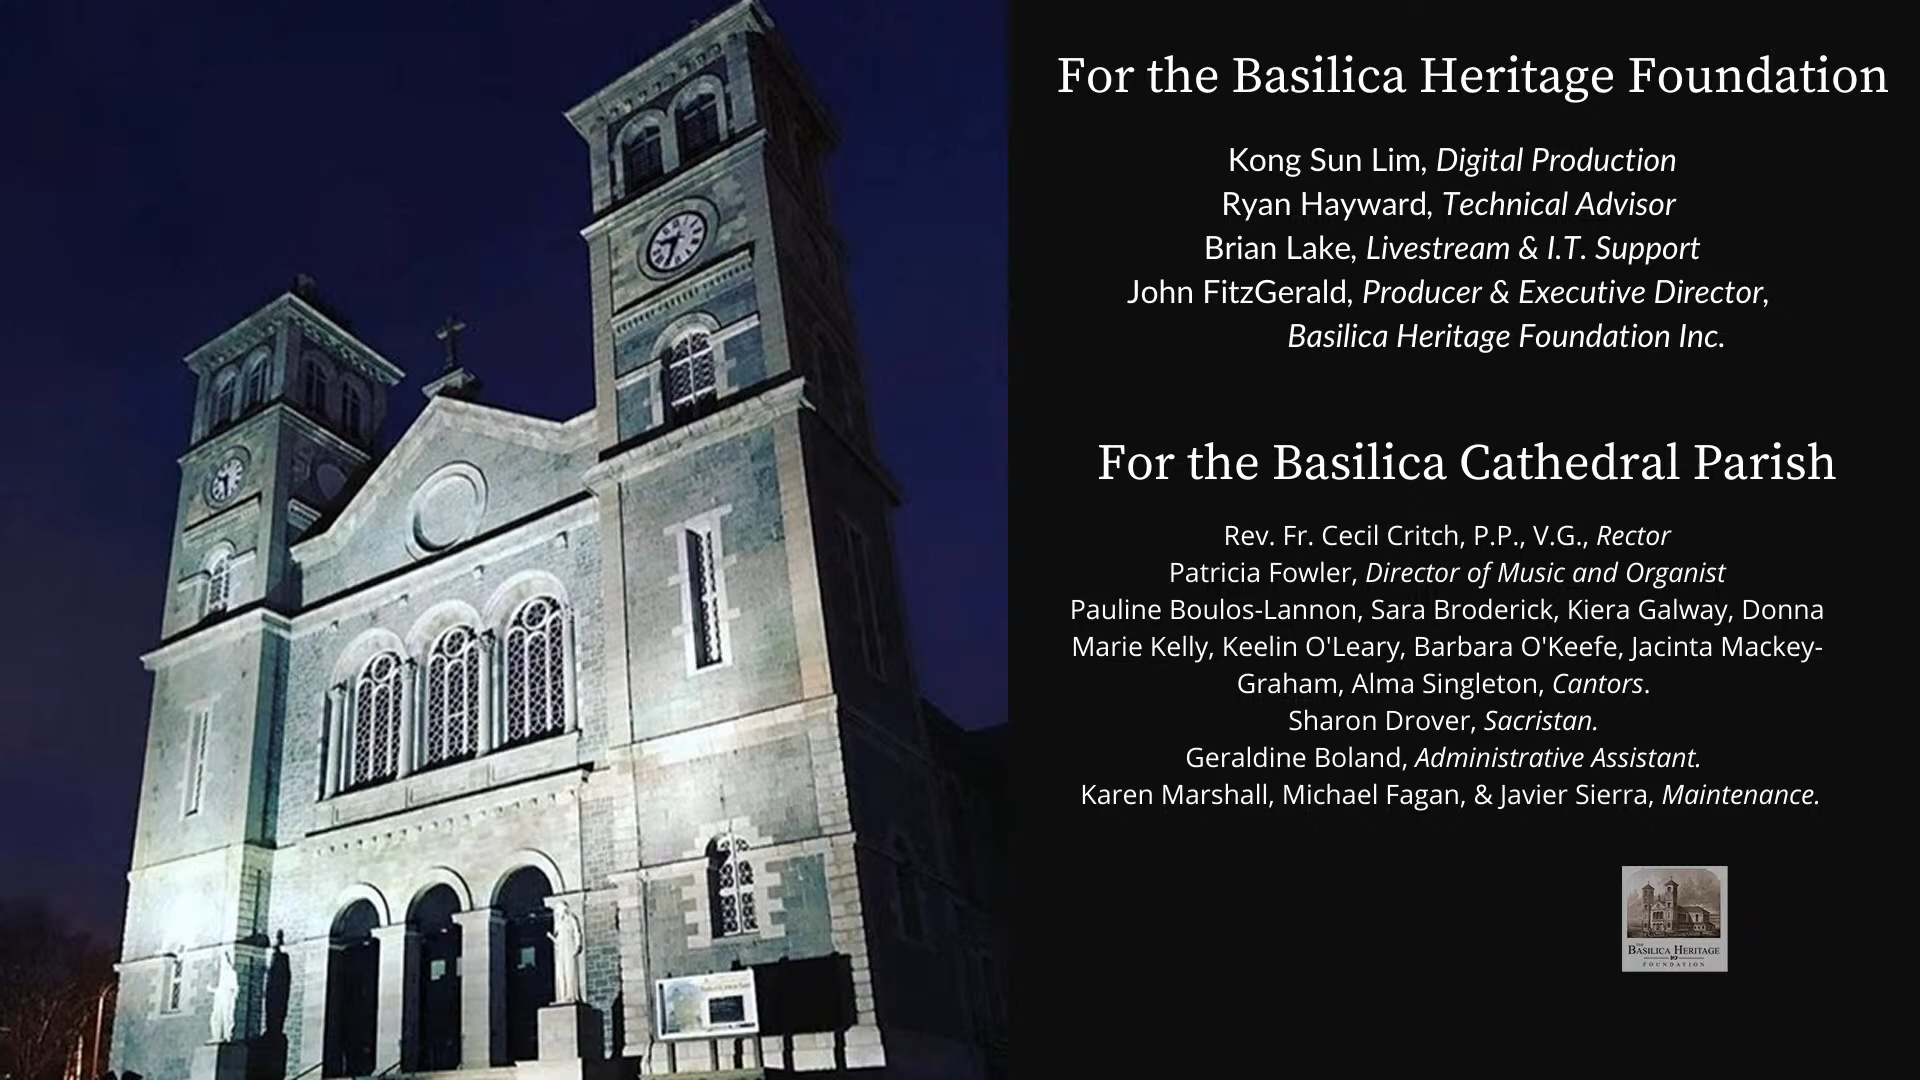 For the Basilica Heritage Foundation
Kong Sun Lim, Digital Production
Ryan Hayward, Technical Advisor
Brian Lake, Livestream & I.T. Support
John FitzGerald, Producer & Executive Director,
Basilica Heritage Foundation Inc.
For the Basilica Cathedral Parish
Rev. Fr. Cecil Critch, P.P., V.G., Rector
Patricia Fowler, Director of Music and Organist
Pauline Boulos-Lannon, Sara Broderick, Kiera Galway, Donna
Marie Kelly, Keelin O'Leary, Barbara O'Keefe, Jacinta Mackey-
Graham, Alma Singleton, Cantors.
Sharon Drover, Sacristan.
Geraldine Boland, Administrative Assistant.
Karen Marshall, Michael Fagan, & Javier Sierra, Maintenance.
THE
BASILICA HERITAGE
FOUNDATION